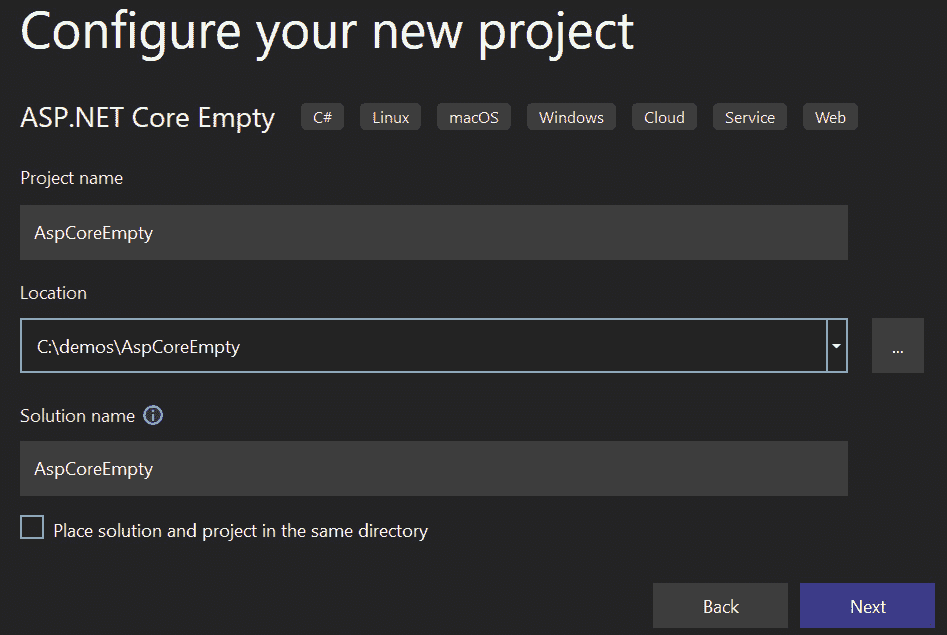 Configure your new project
ASP.NET Core Empty C# Linux macOS Windows Cloud Service Web
Project name
AspCoreEmpty
Location
C:\demos\AspCoreEmpty
...
Solution name
AspCoreEmpty
Place solution and project in the same directory
Back Next